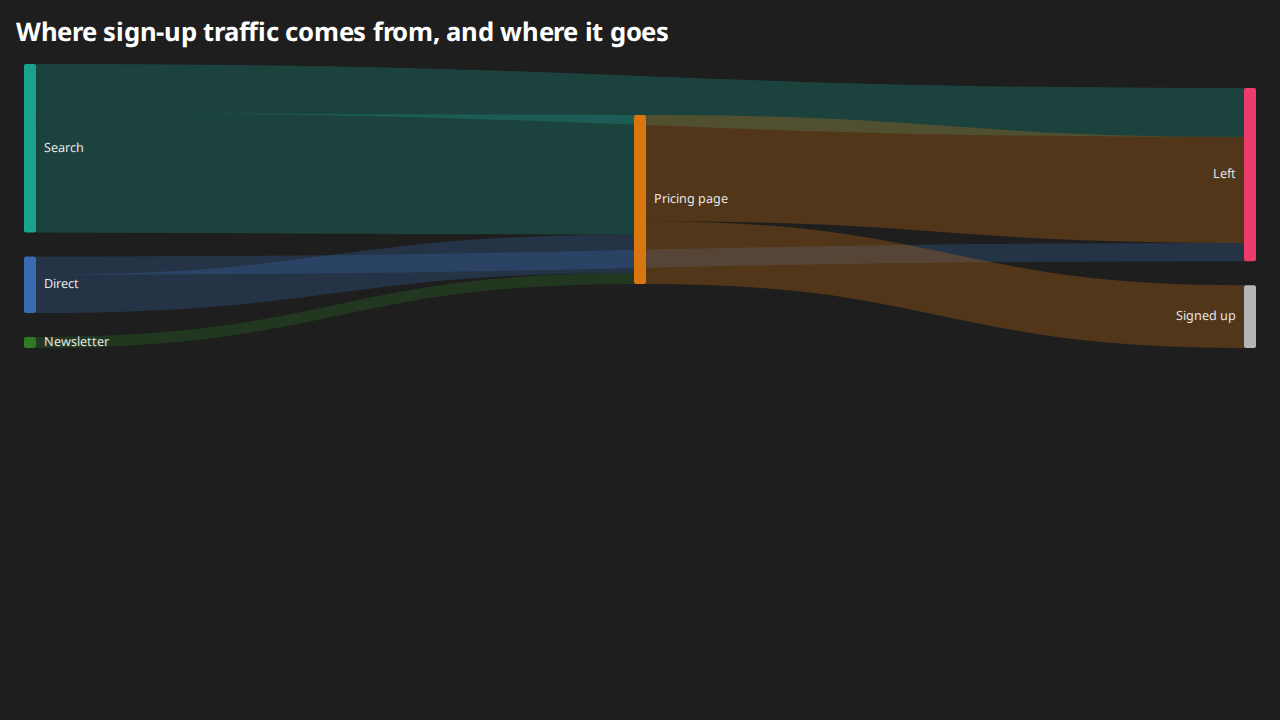 Where sign-up traffic comes from, and where it goes
Search
Left
Pricing page
Direct
Signed up
Newsletter